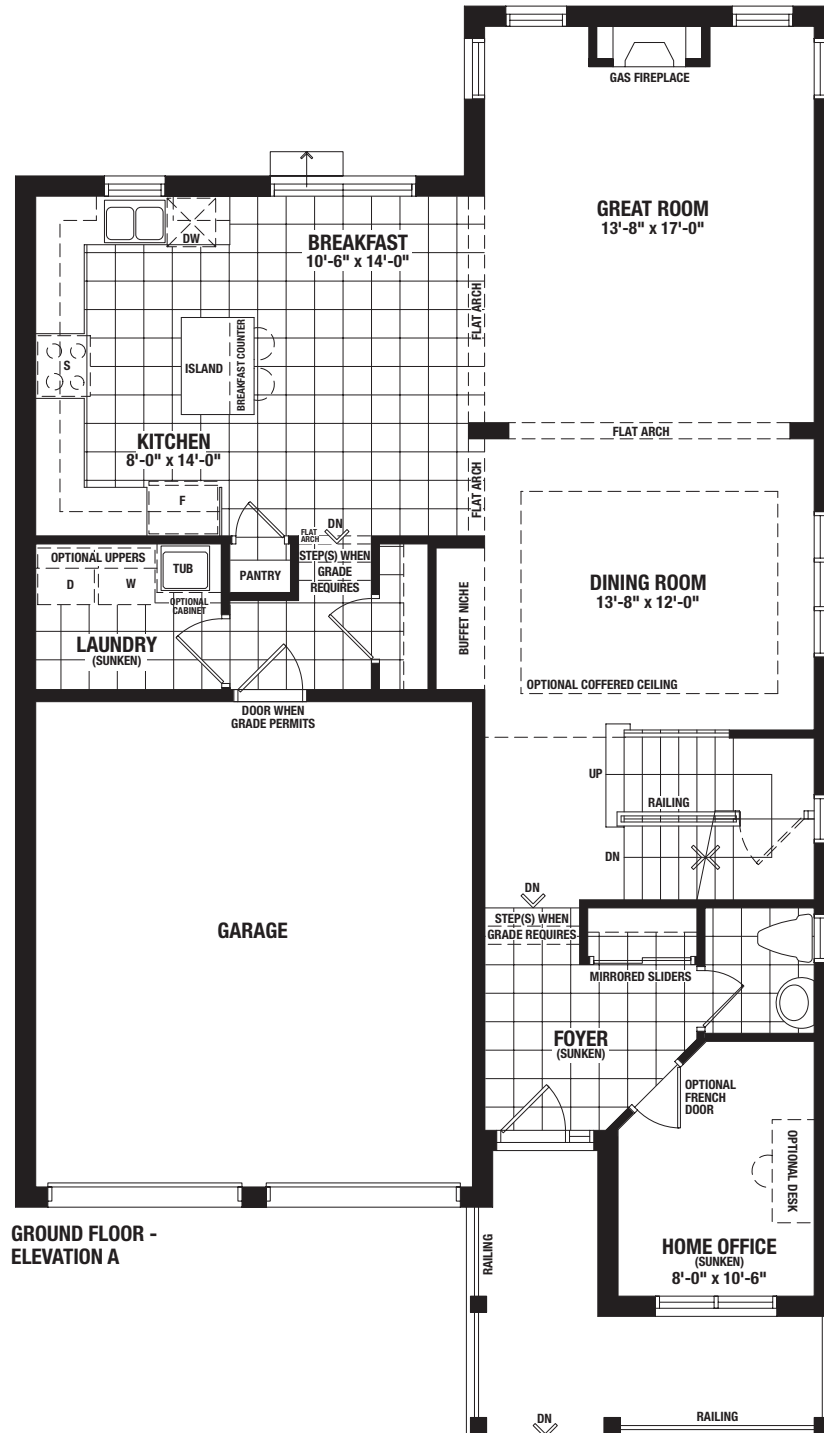 GAS FIREPLACE
GREAT ROOM
13'-8" x 17'-0"
DW
BREAKFAST
10'-6" x 14'-0"
FLAT ARCH
S
ISLAND
BREAKFAST COUNTER
KITCHEN
8'-0" x 14'-0"
FLAT ARCH
FLAT ARCH
F
FLAT
ARCH
DN
STEP(S) WHEN
GRADE
REQUIRES
OPTIONAL UPPERS
D
W
TUB
OPTIONAL
CABINET
PANTRY
LAUNDRY
(SUNKEN)
BUFFET NICHE
DINING ROOM
13'-8" x 12'-0"
OPTIONAL COFFERED CEILING
DOOR WHEN
GRADE PERMITS
UP
RAILING
DN
GARAGE
DN
STEP(S) WHEN
GRADE REQUIRES
MIRRORED SLIDERS
FOYER
(SUNKEN)
OPTIONAL
FRENCH
DOOR
OPTIONAL DESK
HOME OFFICE
(SUNKEN)
8'-0" x 10'-6"
GROUND FLOOR -
ELEVATION A
RAILING
DN
RAILING